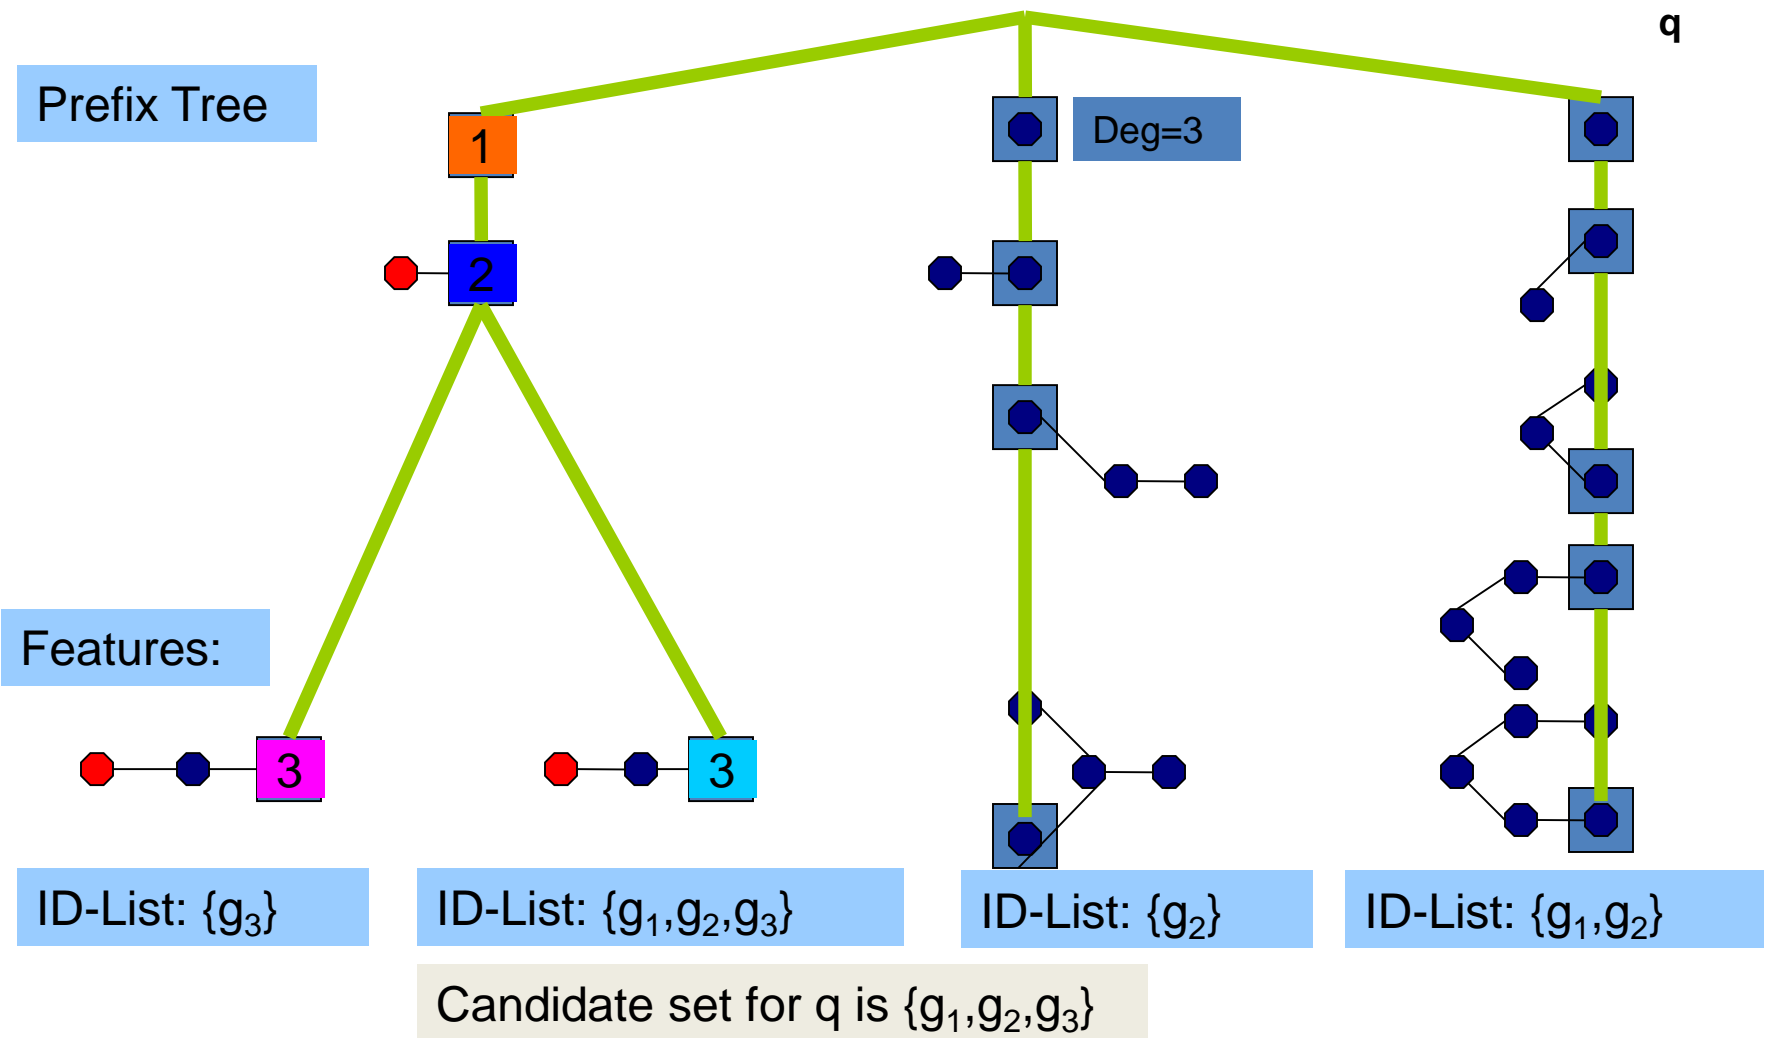 q
Prefix Tree
Deg=3
1
2
Features:
3
3
ID-List: {g₃}
ID-List: {g₁,g₂,g₃}
ID-List: {g₂}
ID-List: {g₁,g₂}
Candidate set for q is {g₁,g₂,g₃}